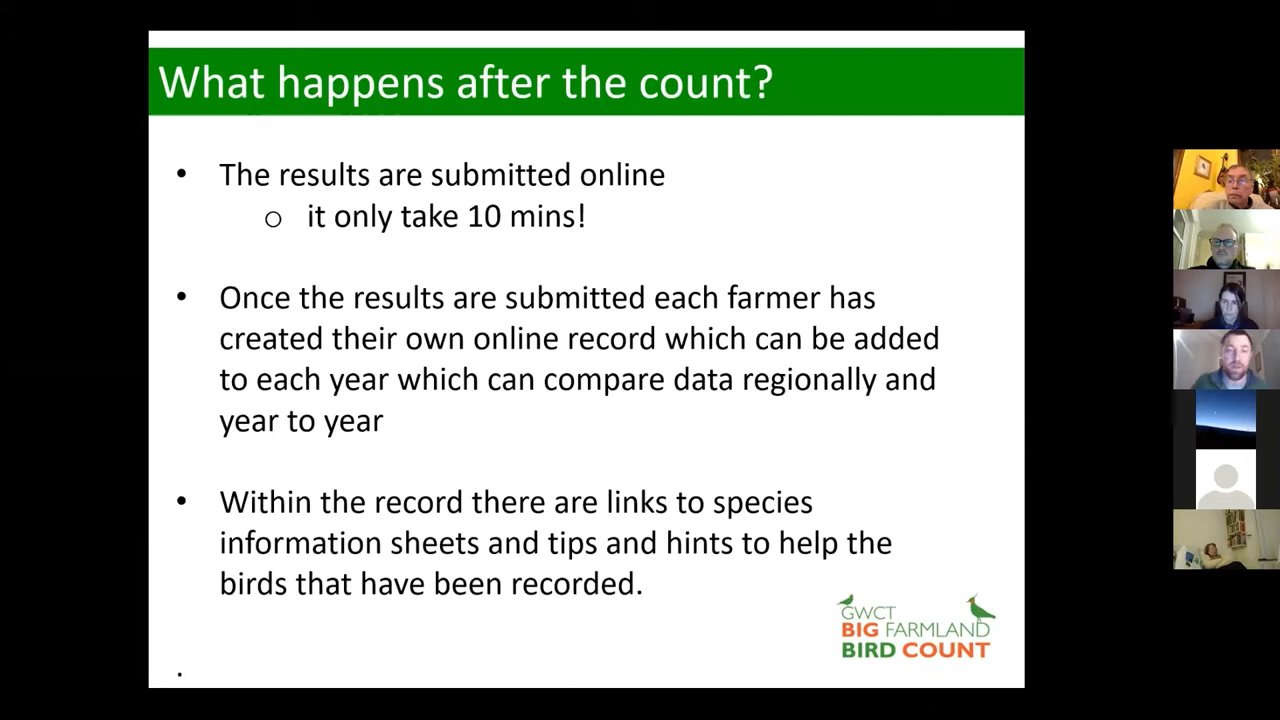 What happens after the count?
• The results are submitted online
o it only take 10 mins!
• Once the results are submitted each farmer has
created their own online record which can be added
to each year which can compare data regionally and
year to year
• Within the record there are links to species
information sheets and tips and hints to help the
birds that have been recorded.
GWCT
BIG FARMLAND
BIRD COUNT
.